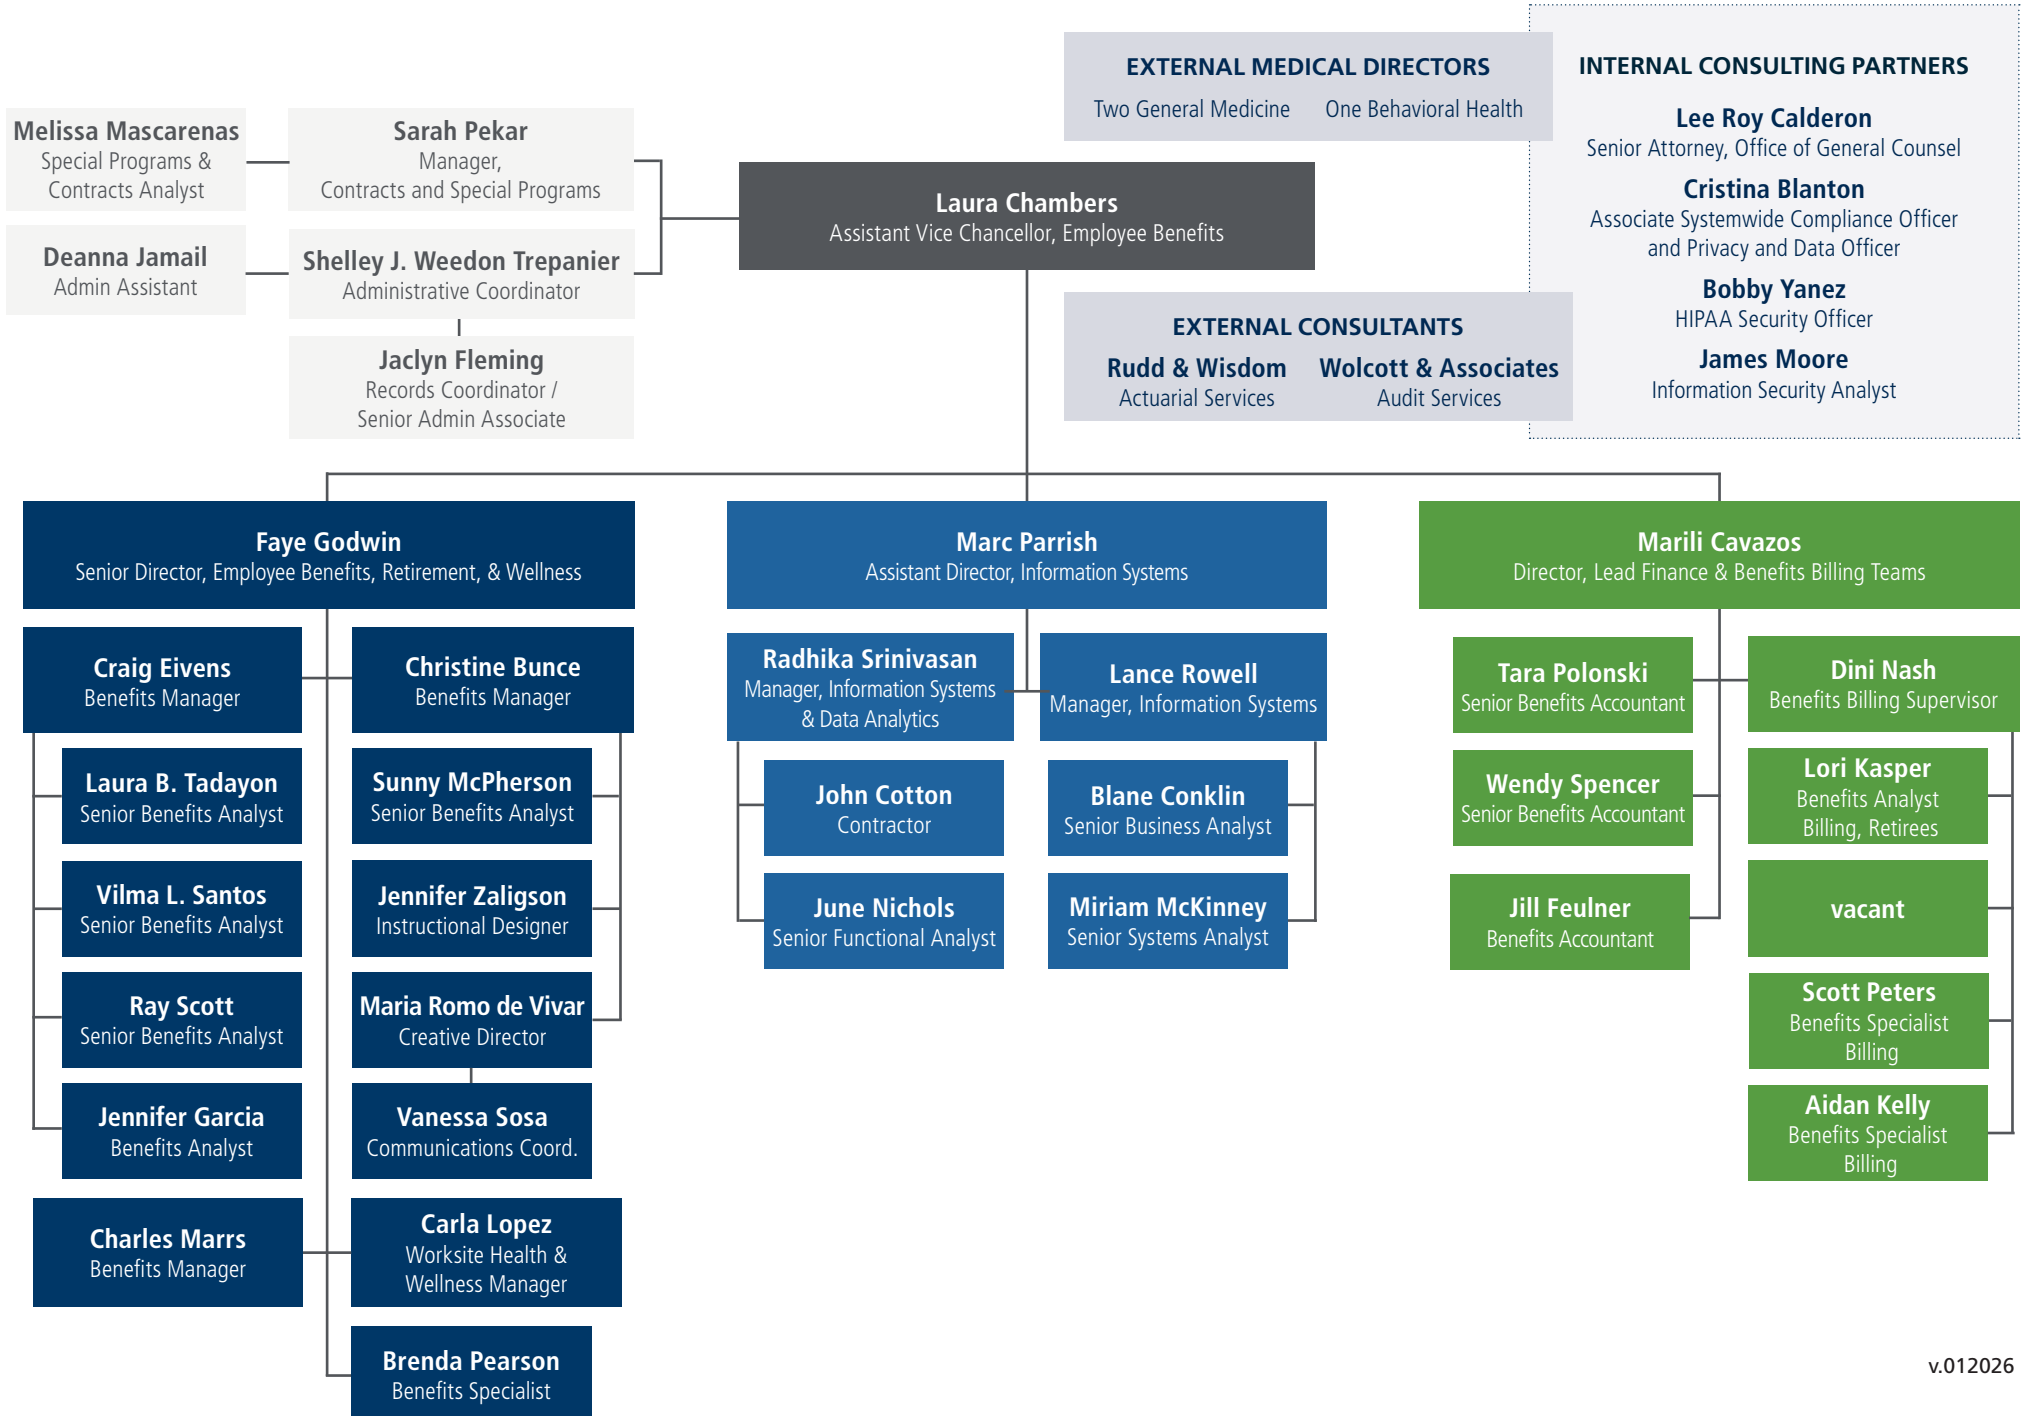 EXTERNAL MEDICAL DIRECTORS
Two General Medicine
One Behavioral Health
INTERNAL CONSULTING PARTNERS
Lee Roy Calderon
Senior Attorney, Office of General Counsel
Cristina Blanton
Associate Systemwide Compliance Officer
and Privacy and Data Officer
Bobby Yanez
HIPAA Security Officer
James Moore
Information Security Analyst
Melissa Mascarenas
Special Programs &
Contracts Analyst
Sarah Pekar
Manager,
Contracts and Special Programs
Laura Chambers
Assistant Vice Chancellor, Employee Benefits
Deanna Jamail
Admin Assistant
Shelley J. Weedon Trepanier
Administrative Coordinator
Jaclyn Fleming
Records Coordinator /
Senior Admin Associate
EXTERNAL CONSULTANTS
Rudd & Wisdom
Actuarial Services
Wolcott & Associates
Audit Services
Faye Godwin
Senior Director, Employee Benefits, Retirement, & Wellness
Craig Eivens
Benefits Manager
Christine Bunce
Benefits Manager
Laura B. Tadayon
Senior Benefits Analyst
Sunny McPherson
Senior Benefits Analyst
Vilma L. Santos
Senior Benefits Analyst
Jennifer Zaligson
Instructional Designer
Ray Scott
Senior Benefits Analyst
Maria Romo de Vivar
Creative Director
Jennifer Garcia
Benefits Analyst
Vanessa Sosa
Communications Coord.
Charles Marrs
Benefits Manager
Carla Lopez
Worksite Health &
Wellness Manager
Brenda Pearson
Benefits Specialist
Marc Parrish
Assistant Director, Information Systems
Radhika Srinivasan
Manager, Information Systems
& Data Analytics
Lance Rowell
Manager, Information Systems
John Cotton
Contractor
Blane Conklin
Senior Business Analyst
June Nichols
Senior Functional Analyst
Miriam McKinney
Senior Systems Analyst
Marili Cavazos
Director, Lead Finance & Benefits Billing Teams
Tara Polonski
Senior Benefits Accountant
Dini Nash
Benefits Billing Supervisor
Wendy Spencer
Senior Benefits Accountant
Lori Kasper
Benefits Analyst
Billing, Retirees
Jill Feulner
Benefits Accountant
vacant
Scott Peters
Benefits Specialist
Billing
Aidan Kelly
Benefits Specialist
Billing
v.012026